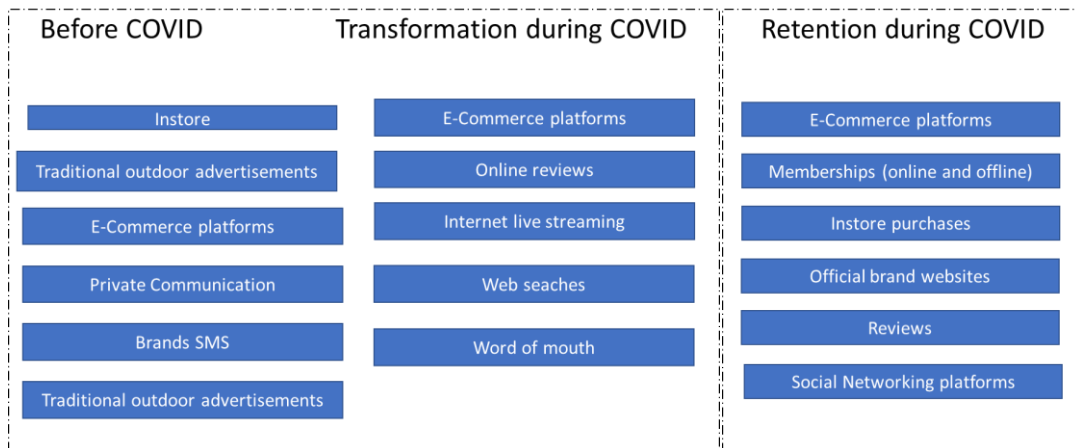 Before COVID
Transformation during COVID
Retention during COVID
Instore
Traditional outdoor advertisements
E-Commerce platforms
Private Communication
Brands SMS
Traditional outdoor advertisements
E-Commerce platforms
Online reviews
Internet live streaming
Web seaches
Word of mouth
E-Commerce platforms
Memberships (online and offline)
Instore purchases
Official brand websites
Reviews
Social Networking platforms